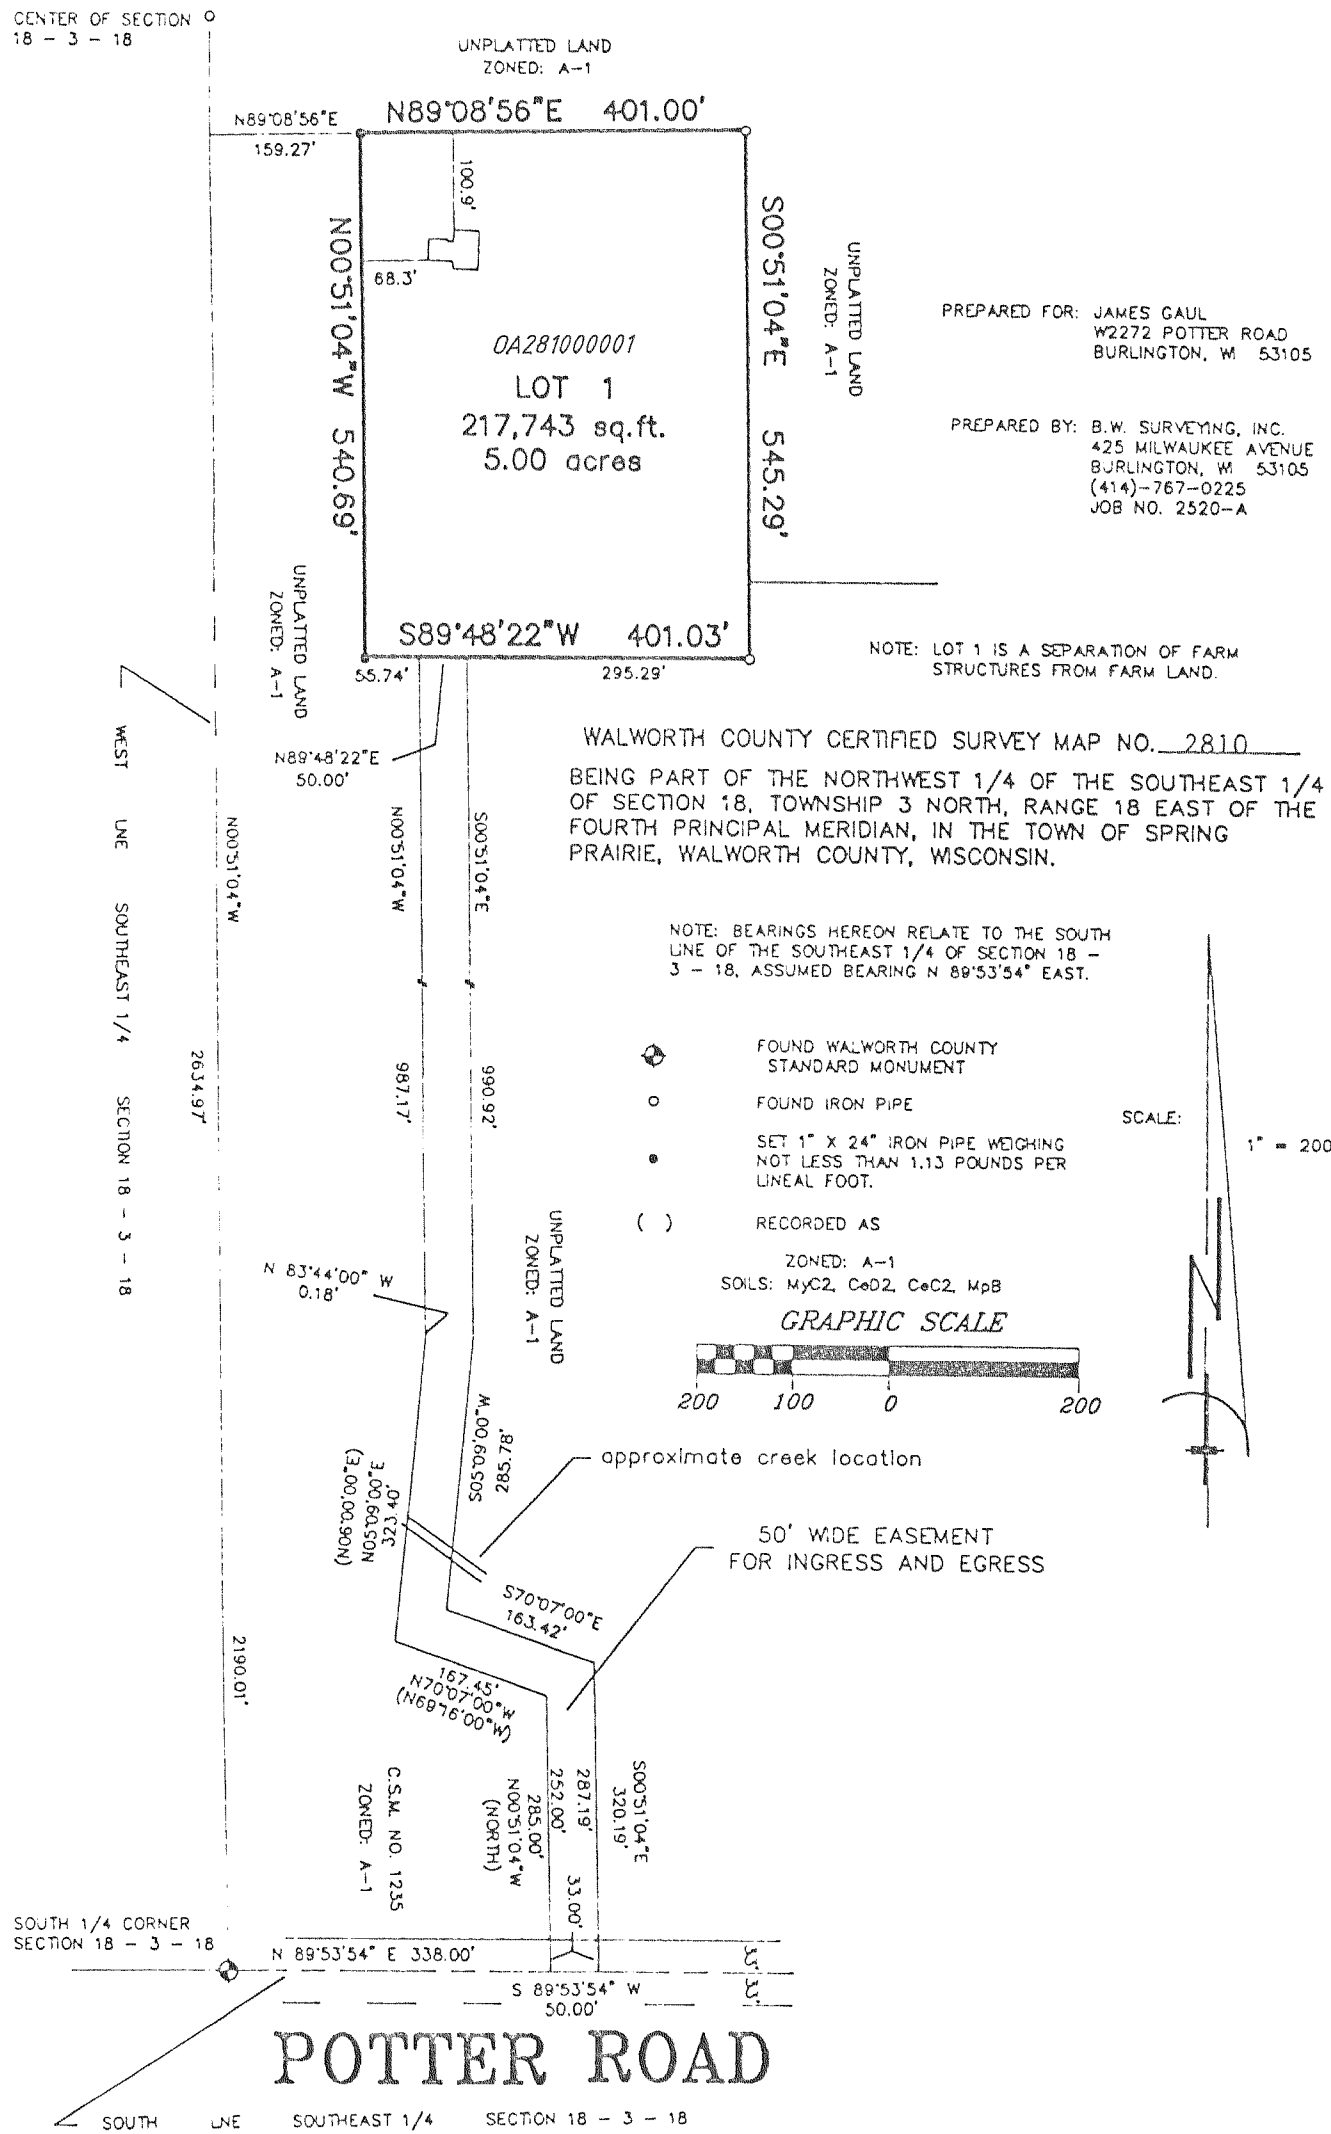 CENTER OF SECTION
18 - 3 - 18
UNPLATTED LAND
ZONED: A-1
N89°08'56"E
159.27'
N89°08'56"E 401.00'
100.9'
68.3'
N00°51'04"W 540.69'
S00°51'04"E 545.29'
UNPLATTED LAND
ZONED: A-1
OA281000001
LOT 1
217,743 sq.ft.
5.00 acres
PREPARED FOR: JAMES GAUL
W2272 POTTER ROAD
BURLINGTON, WI 53105
PREPARED BY: B.W. SURVEYING, INC.
425 MILWAUKEE AVENUE
BURLINGTON, WI 53105
(414)-767-0225
JOB NO. 2520-A
UNPLATTED LAND
ZONED: A-1
S89°48'22"W 401.03'
55.74'
295.29'
NOTE: LOT 1 IS A SEPARATION OF FARM
STRUCTURES FROM FARM LAND.
N89°48'22"E
50.00'
WALWORTH COUNTY CERTIFIED SURVEY MAP NO. 2810
BEING PART OF THE NORTHWEST 1/4 OF THE SOUTHEAST 1/4
OF SECTION 18, TOWNSHIP 3 NORTH, RANGE 18 EAST OF THE
FOURTH PRINCIPAL MERIDIAN, IN THE TOWN OF SPRING
PRAIRIE, WALWORTH COUNTY, WISCONSIN.
WEST LINE SOUTHEAST 1/4 SECTION 18 - 3 - 18
N00°51'04"W
2634.97'
N00°51'04"W
987.17'
S00°51'04"E
990.62'
NOTE: BEARINGS HEREON RELATE TO THE SOUTH
LINE OF THE SOUTHEAST 1/4 OF SECTION 18 -
3 - 18, ASSUMED BEARING N 89°53'54" EAST.
FOUND WALWORTH COUNTY
STANDARD MONUMENT
FOUND IRON PIPE
SET 1" X 24" IRON PIPE WEIGHING
NOT LESS THAN 1.13 POUNDS PER
LINEAL FOOT.
( ) RECORDED AS
SCALE:
1" = 200
ZONED: A-1
SOILS: MyC2, CeD2, CeC2, MpB
GRAPHIC SCALE
200 100 0 200
N
UNPLATTED LAND
ZONED: A-1
N 83°44'00" W
0.18'
S05°09'00"W
285.78'
323.40'
N05°09'00"E
(N06°00'00"E)
approximate creek location
50' WIDE EASEMENT
FOR INGRESS AND EGRESS
S70°07'00"E
163.42'
167.45'
N70°07'00"W
(N69°16'00"W)
2190.01'
C.S.M. NO. 1235
ZONED: A-1
252.00'
285.00'
N00°51'04"W
(NORTH)
S00°51'04"E
320.19'
287.19'
33.00'
SOUTH 1/4 CORNER
SECTION 18 - 3 - 18
N 89°53'54" E 338.00'
33'
33'
S 89°53'54" W
50.00'
POTTER ROAD
SOUTH LINE SOUTHEAST 1/4 SECTION 18 - 3 - 18